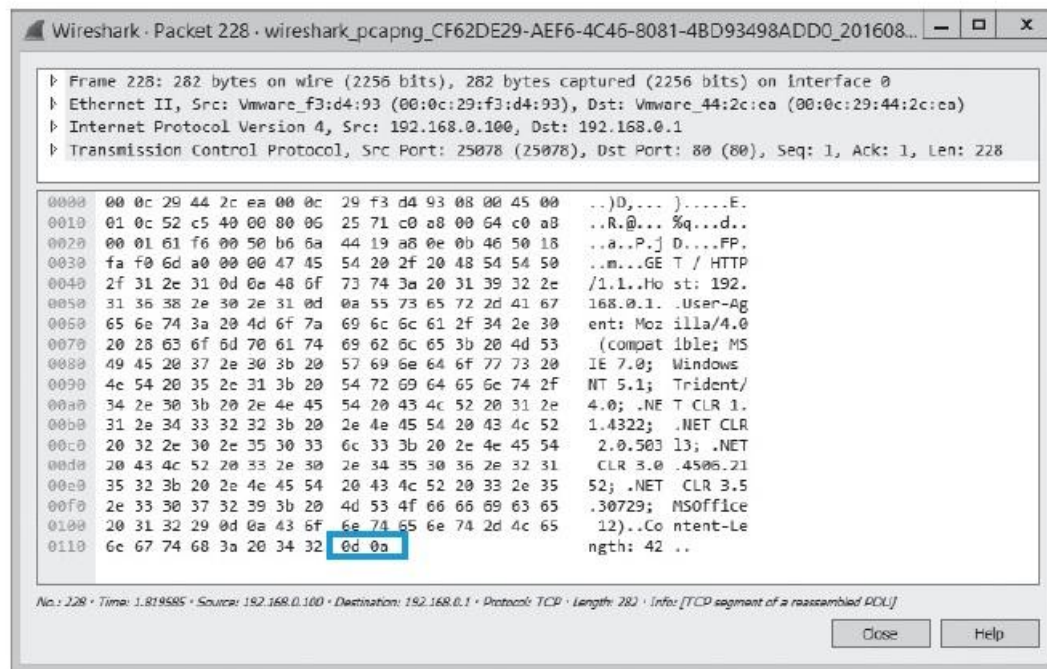 Wireshark · Packet 228 · wireshark_pcapng_CF62DE29-AEF6-4C46-8081-4BD93498ADD0_201608...
Frame 228: 282 bytes on wire (2256 bits), 282 bytes captured (2256 bits) on interface 0
Ethernet II, Src: Vmware_f3:d4:93 (00:0c:29:f3:d4:93), Dst: Vmware_44:2c:ea (00:0c:29:44:2c:ea)
Internet Protocol Version 4, Src: 192.168.0.100, Dst: 192.168.0.1
Transmission Control Protocol, Src Port: 25078 (25078), Dst Port: 80 (80), Seq: 1, Ack: 1, Len: 228
0000 00 0c 29 44 2c ea 00 0c 29 f3 d4 93 08 00 45 00 ..)D,... ).....E.
0010 01 0c 52 c5 40 00 80 06 25 71 c0 a8 00 64 c0 a8 ..R.@... %q...d..
0020 00 01 61 f6 00 50 b6 6a 44 19 a8 0e 0b 46 50 18 ..a..P.j D....FP.
0030 fa f0 6d a0 00 00 47 45 54 20 2f 20 48 54 54 50 ..m...GE T / HTTP
0040 2f 31 2e 31 0d 0a 48 6f 73 74 3a 20 31 39 32 2e /1.1..Ho st: 192.
0050 31 36 38 2e 30 2e 31 0d 0a 55 73 65 72 2d 41 67 168.0.1. .User-Ag
0060 65 6e 74 3a 20 4d 6f 7a 69 6c 6c 61 2f 34 2e 30 ent: Moz illa/4.0
0070 20 28 63 6f 6d 70 61 74 69 62 6c 65 3b 20 4d 53 (compat ible; MS
0080 49 45 20 37 2e 30 3b 20 57 69 6e 64 6f 77 73 20 IE 7.0; Windows
0090 4e 54 20 35 2e 31 3b 20 54 72 69 64 65 6e 74 2f NT 5.1; Trident/
00a0 34 2e 30 3b 20 2e 4e 45 54 20 43 4c 52 20 31 2e 4.0; .NE T CLR 1.
00b0 31 2e 34 33 32 32 3b 20 2e 4e 45 54 20 43 4c 52 1.4322; .NET CLR
00c0 20 32 2e 30 2e 35 30 33 6c 33 3b 20 2e 4e 45 54 2.0.503 l3; .NET
00d0 20 43 4c 52 20 33 2e 30 2e 34 35 30 36 2e 32 31 CLR 3.0 .4506.21
00e0 35 32 3b 20 2e 4e 45 54 20 43 4c 52 20 33 2e 35 52; .NET CLR 3.5
00f0 2e 33 30 37 32 39 3b 20 4d 53 4f 66 66 69 63 65 .30729; MSOffice
0100 20 31 32 29 0d 0a 43 6f 6e 74 65 6e 74 2d 4c 65 12)..Co ntent-Le
0110 6e 67 74 68 3a 20 34 32 0d 0a ngth: 42 ..
No.: 228 · Time: 1.819585 · Source: 192.168.0.100 · Destination: 192.168.0.1 · Protocol: TCP · Length: 282 · Info: [TCP segment of a reassembled PDU]
Close Help